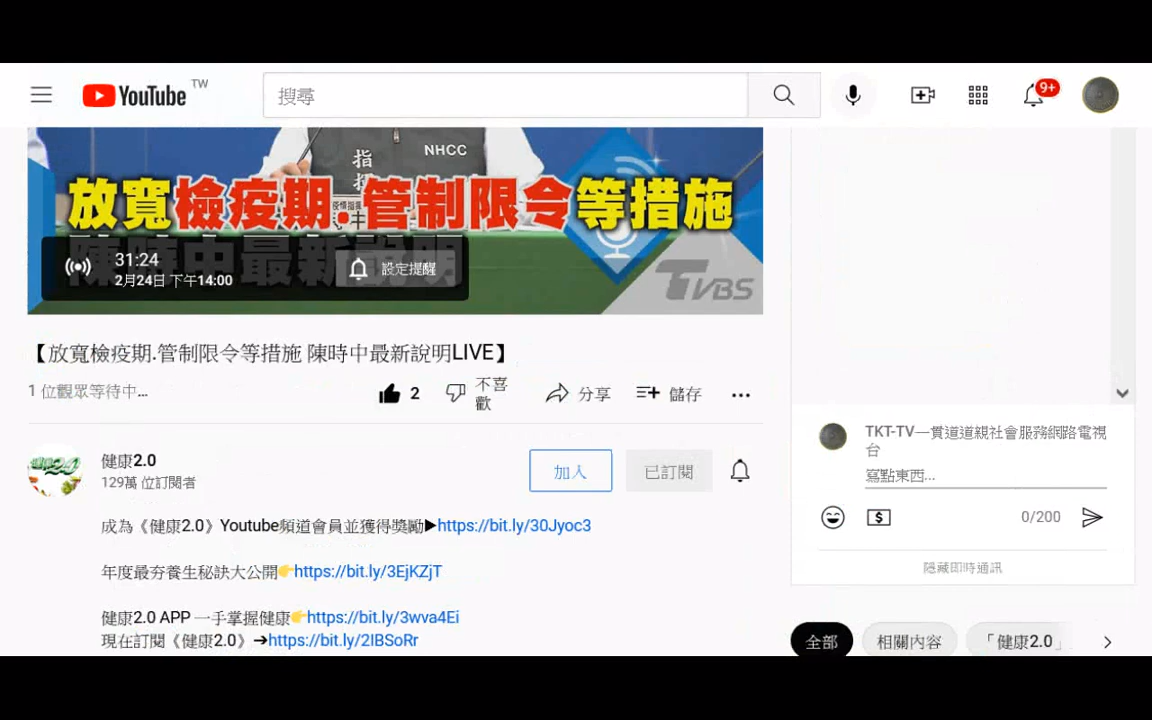 YouTube TW
搜尋
9+
指
NHCC
放寬檢疫期.管制限令等措施
陳時中最新說明
31:24
2月24日 下午14:00
設定提醒
TVBS
【放寬檢疫期.管制限令等措施 陳時中最新說明LIVE】
1 位觀眾等待中...
2
不喜歡
分享
儲存
健康2.0
129萬 位訂閱者
加入
已訂閱
成為《健康2.0》Youtube頻道會員並獲得獎勵▶https://bit.ly/30Jyoc3
年度最夯養生秘訣大公開👉https://bit.ly/3EjKZjT
健康2.0 APP 一手掌握健康👉https://bit.ly/3wva4Ei
現在訂閱《健康2.0》➔https://bit.ly/2IBSoRr
TKT-TV—貫道道親社會服務網路電視
台
寫點東西...
0/200
隱藏即時通訊
全部
相關內容
「健康2.0」